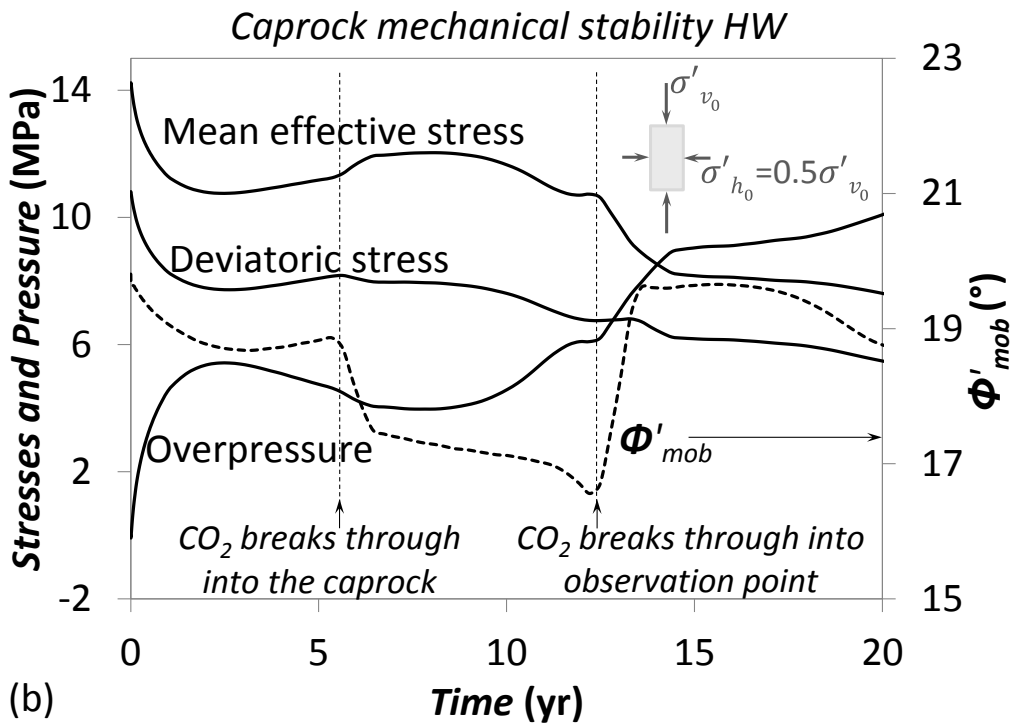 Caprock mechanical stability HW
Stresses and Pressure (MPa)
14
10
6
2
-2
23
21
19
17
15
Φ'mob (°)
Mean effective stress
Deviatoric stress
Overpressure
σ'v0
σ'h0=0.5σ'v0
Φ'mob
CO2 breaks through
into the caprock
CO2 breaks through into
observation point
0
5
10
15
20
Time (yr)
(b)